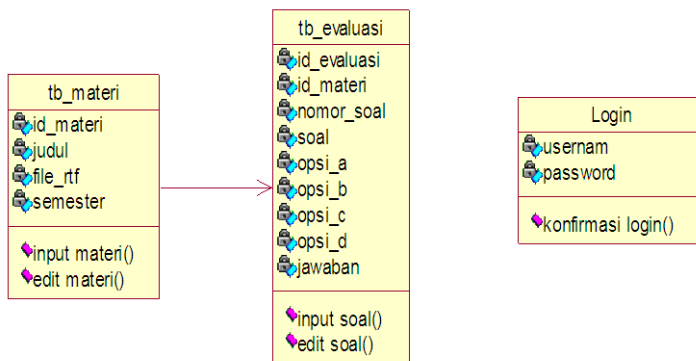 tb_materi
id_materi
judul
file_rtf
semester
input materi()
edit materi()
tb_evaluasi
id_evaluasi
id_materi
nomor_soal
soal
opsi_a
opsi_b
opsi_c
opsi_d
jawaban
input soal()
edit soal()
Login
usernam
password
konfirmasi login()